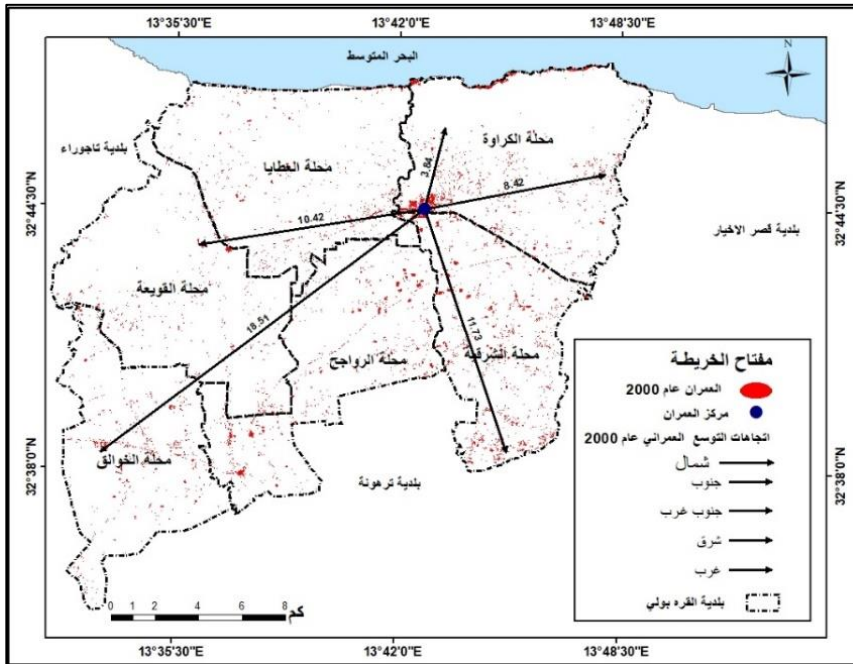 13°35'30"E 13°42'0"E 13°48'30"E
البحر المتوسط
N
بلدية تاجوراء
محلة الكراوة
محلة العطايا
3.84
8.42
32°44'30"N
32°44'30"N
10.42
بلدية قصر الاخيار
محلة القويعة
18.51
11.73
محلة الرواجح
محلة الشرقية
مفتاح الخريطة
العمران عام 2000
مركز العمران
اتجاهات التوسع العمراني عام 2000
شمال
جنوب
جنوب غرب
شرق
غرب
بلدية القره بولي
محلة الخوالق
32°38'0"N
32°38'0"N
بلدية ترهونة
0 1 2 4 6 8 كم
13°35'30"E 13°42'0"E 13°48'30"E